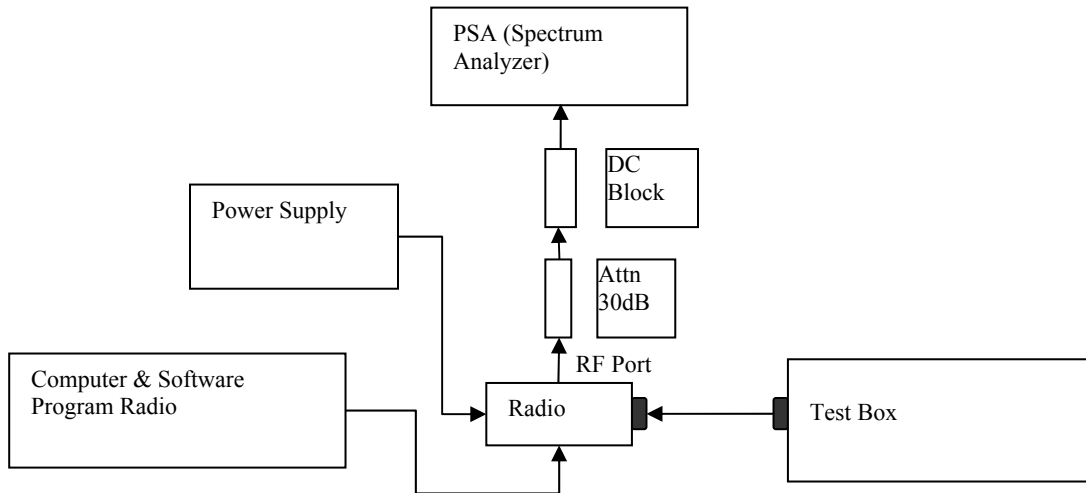 PSA (Spectrum
Analyzer)
DC
Block
Power Supply
Attn
30dB
RF Port
Computer & Software
Program Radio
Radio
Test Box